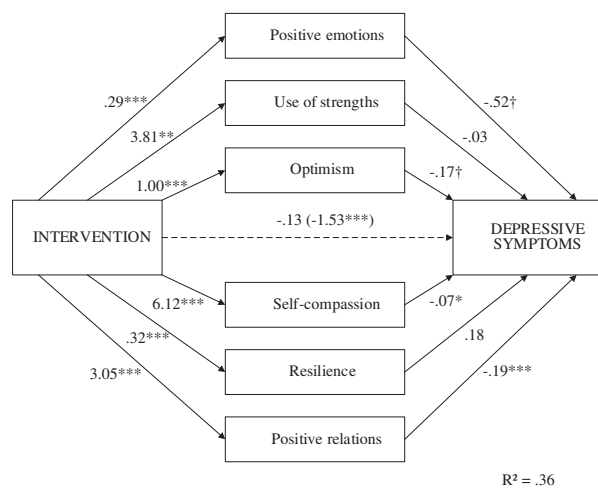 Positive emotions
.29***
-.52†
Use of strengths
3.81**
-.03
Optimism
1.00***
-.17†
INTERVENTION
-.13 (-1.53***)
DEPRESSIVE
SYMPTOMS
6.12***
Self-compassion
-.07*
.32***
Resilience
.18
3.05***
-.19***
Positive relations
R² = .36